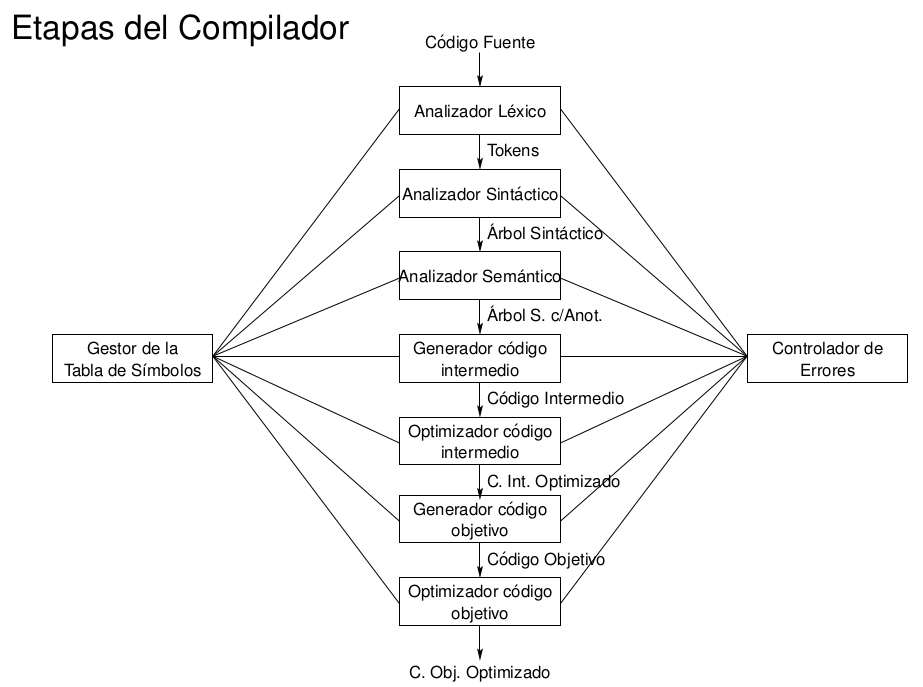 Etapas del Compilador
Código Fuente
Analizador Léxico
Tokens
Analizador Sintáctico
Árbol Sintáctico
Analizador Semántico
Árbol S. c/Anot.
Gestor de la
Tabla de Símbolos
Generador código
intermedio
Controlador de
Errores
Código Intermedio
Optimizador código
intermedio
C. Int. Optimizado
Generador código
objetivo
Código Objetivo
Optimizador código
objetivo
C. Obj. Optimizado